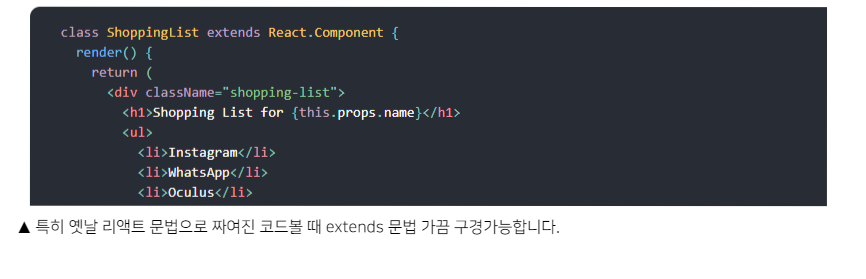 class ShoppingList extends React.Component {
render() {
return (
<div className="shopping-list">
<h1>Shopping List for {this.props.name}</h1>
<ul>
<li>Instagram</li>
<li>WhatsApp</li>
<li>Oculus</li>
▲ 특히 옛날 리액트 문법으로 짜여진 코드볼 때 extends 문법 가끔 구경가능합니다.